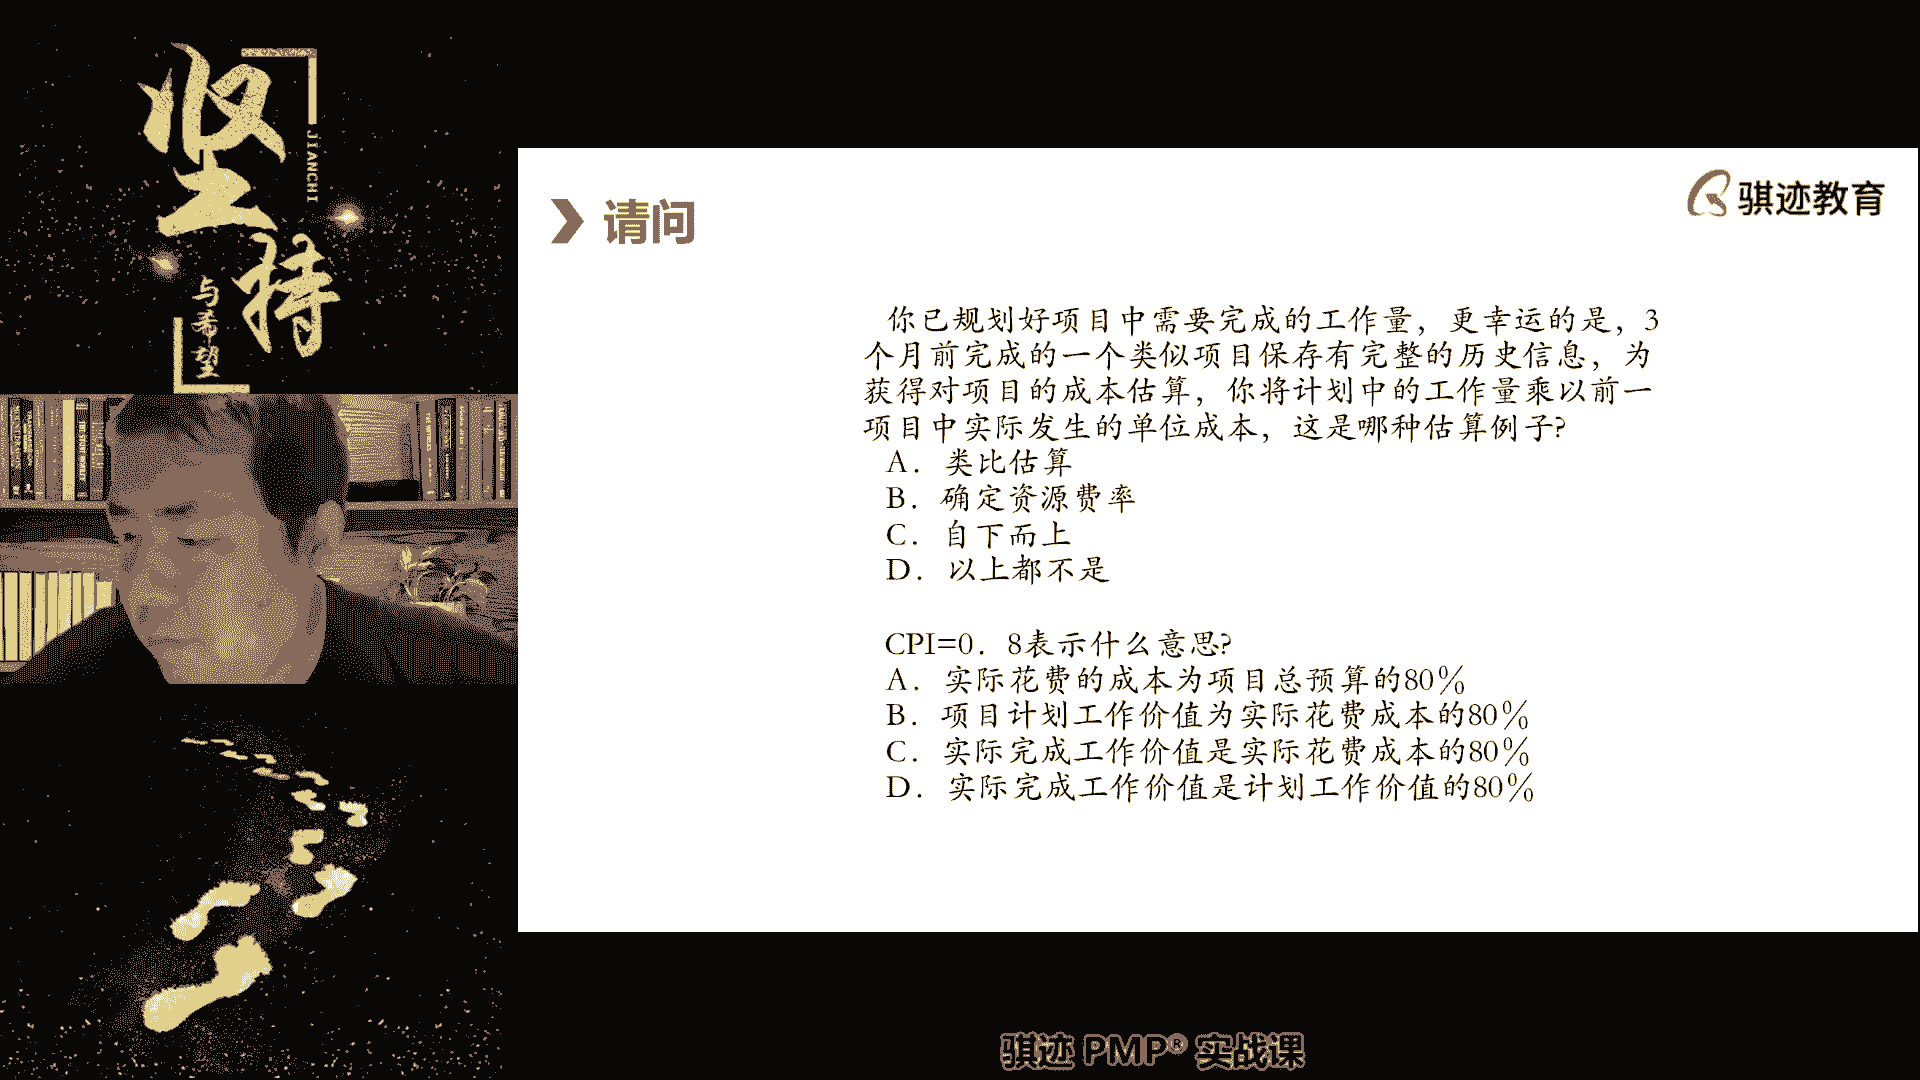 坚持
JIANCHI
与希望
骐迹教育
请问
你已规划好项目中需要完成的工作量，更幸运的是，3
个月前完成的一个类似项目保存有完整的历史信息，为
获得对项目的成本估算，你将计划中的工作量乘以前一
项目中实际发生的单位成本，这是哪种估算例子?
A．类比估算
B．确定资源费率
C．自下而上
D．以上都不是
CPI=0．8表示什么意思?
A．实际花费的成本为项目总预算的80％
B．项目计划工作价值为实际花费成本的80％
C．实际完成工作价值是实际花费成本的80％
D．实际完成工作价值是计划工作价值的80％
骐迹 PMP® 实战课